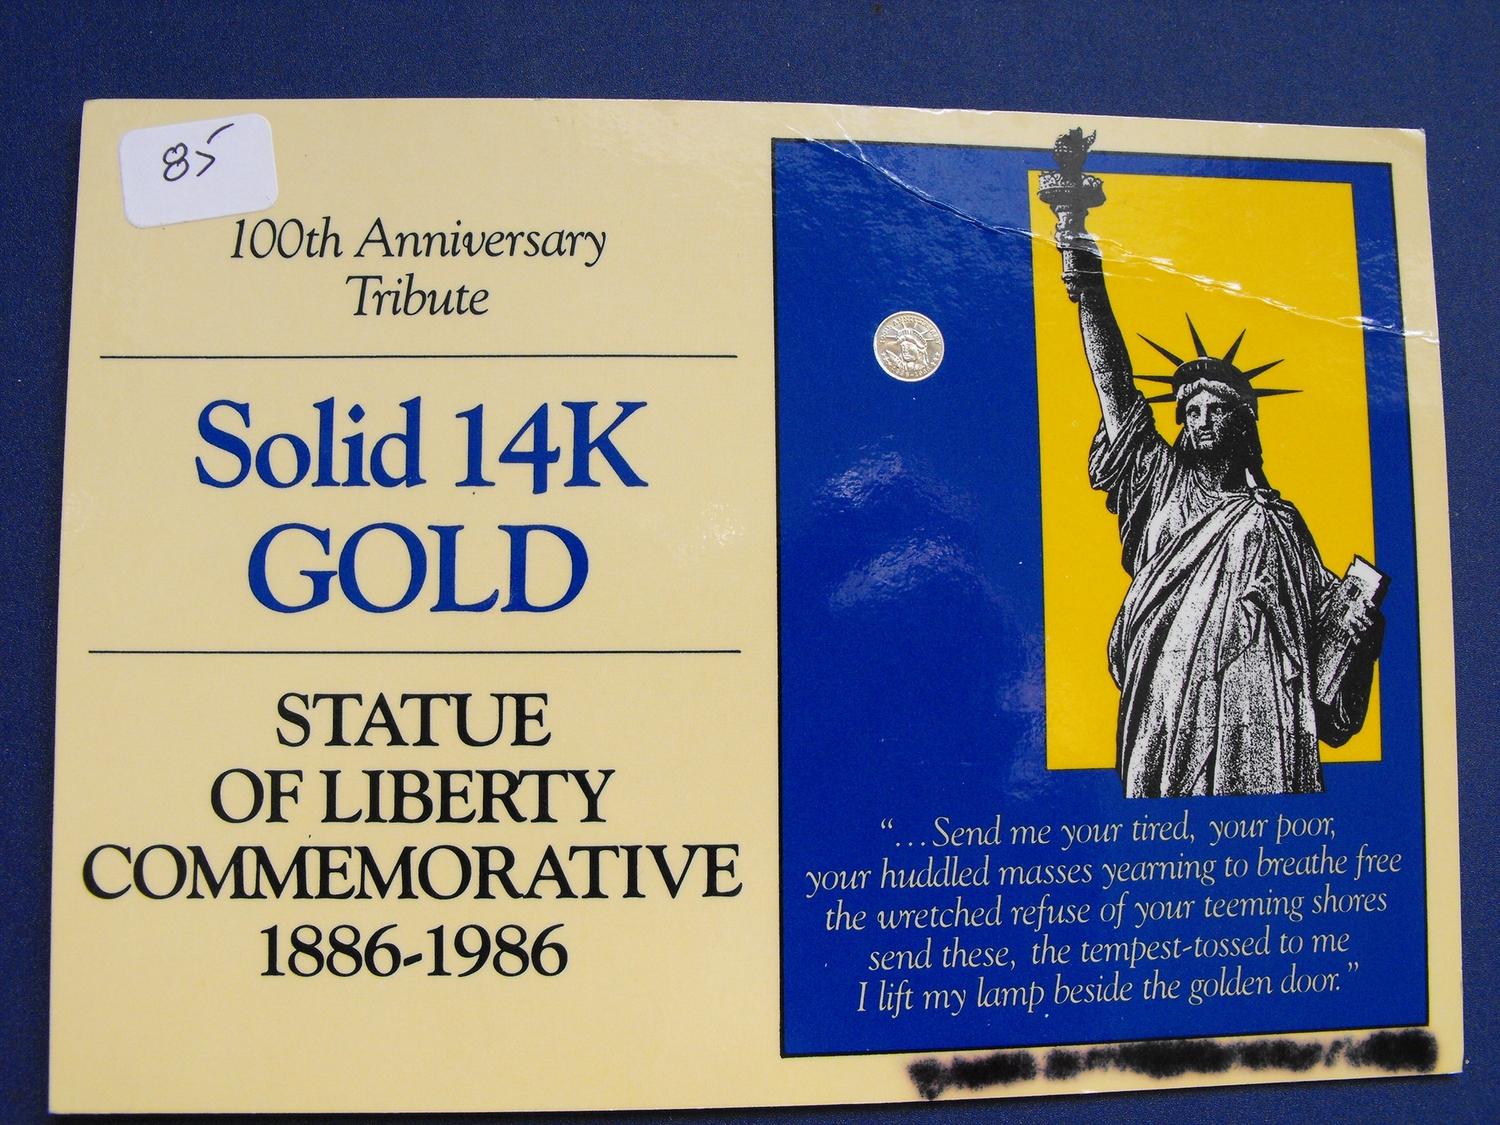 85
100th Anniversary
Tribute
Solid 14K
GOLD
STATUE
OF LIBERTY
COMMEMORATIVE
1886-1986
“...Send me your tired, your poor,
your huddled masses yearning to breathe free
the wretched refuse of your teeming shores
send these, the tempest-tossed to me
I lift my lamp beside the golden door.”